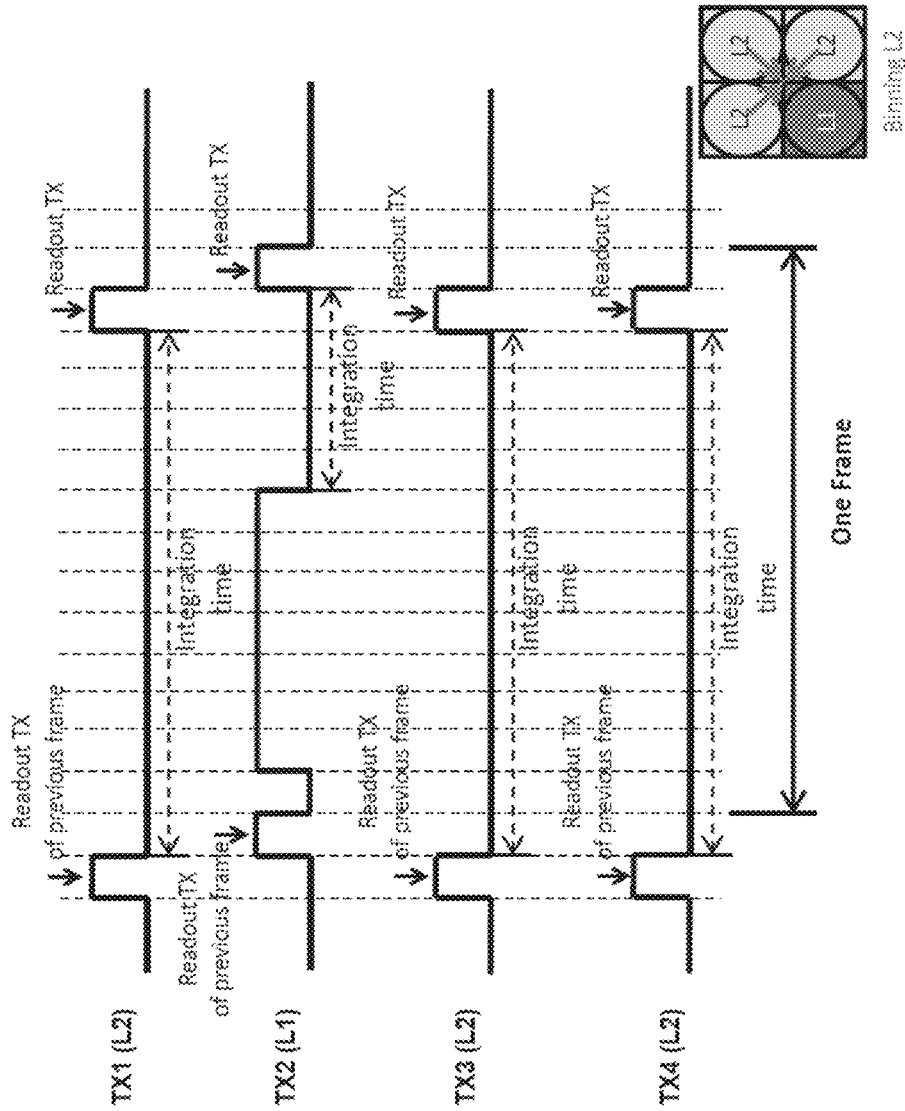 TX1 (L2)
Readout TX
of previous frame
Integration
time
Readout TX
TX2 (L1)
Readout TX
of previous frame
Integration
time
Readout TX
TX3 (L2)
Readout TX
of previous frame
Integration
time
Readout TX
TX4 (L2)
Readout TX
of previous frame
Integration
time
Readout TX
One Frame
L2
L2
L2
Binning L2